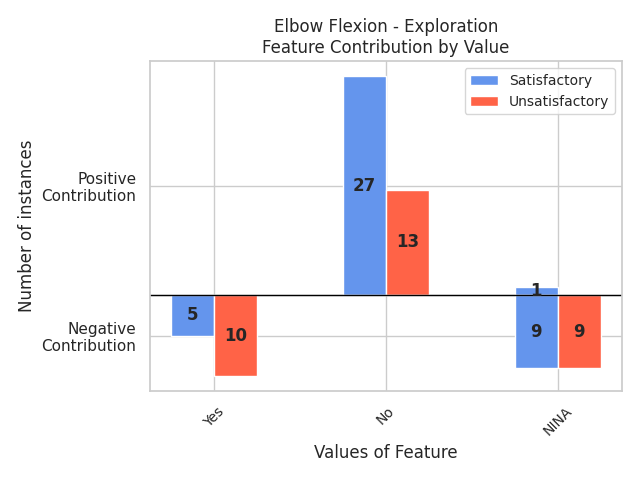 Elbow Flexion - Exploration
Feature Contribution by Value
Satisfactory
Unsatisfactory
Number of instances
Positive
Contribution
Negative
Contribution
27
13
1
5
10
9
9
Yes
No
NINA
Values of Feature